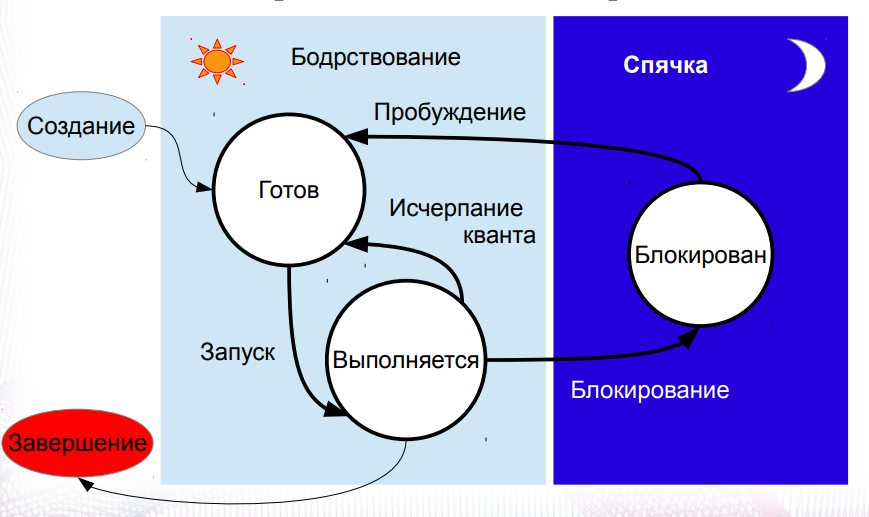 Бодрствование
Спячка
Создание
Пробуждение
Готов
Исчерпание
кванта
Блокирован
Запуск
Выполняется
Блокирование
Завершение